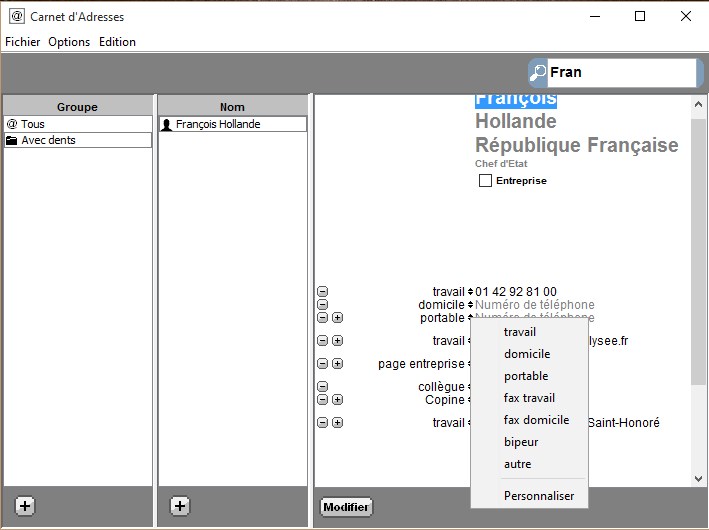 Carnet d'Adresses
Fichier Options Edition
Fran
Groupe
@ Tous
Avec dents
Nom
François Hollande
François
Hollande
République Française
Chef d'Etat
Entreprise
travail 01 42 92 81 00
domicile Numéro de téléphone
portable Numéro de téléphone
travail lysee.fr
page entreprise
collègue
Copine
travail Saint-Honoré
travail
domicile
portable
fax travail
fax domicile
bipeur
autre
Personnaliser
Modifier